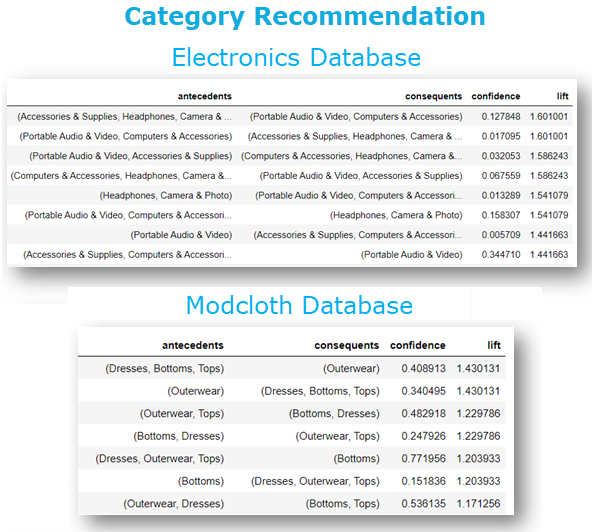 Category Recommendation
Electronics Database
antecedents consequents confidence lift
(Accessories & Supplies, Headphones, Camera & ... (Portable Audio & Video, Computers & Accessories) 0.127848 1.601001
(Portable Audio & Video, Computers & Accessories) (Accessories & Supplies, Headphones, Camera & ... 0.017095 1.601001
(Portable Audio & Video, Accessories & Supplies) (Computers & Accessories, Headphones, Camera &... 0.032053 1.586243
(Computers & Accessories, Headphones, Camera &... (Portable Audio & Video, Accessories & Supplies) 0.067559 1.586243
(Headphones, Camera & Photo) (Portable Audio & Video, Computers & Accessori... 0.013289 1.541079
(Portable Audio & Video, Computers & Accessori... (Headphones, Camera & Photo) 0.158307 1.541079
(Portable Audio & Video) (Accessories & Supplies, Computers & Accessori... 0.005709 1.441663
(Accessories & Supplies, Computers & Accessori... (Portable Audio & Video) 0.344710 1.441663
Modcloth Database
antecedents consequents confidence lift
(Dresses, Bottoms, Tops) (Outerwear) 0.408913 1.430131
(Outerwear) (Dresses, Bottoms, Tops) 0.340495 1.430131
(Outerwear, Tops) (Bottoms, Dresses) 0.482918 1.229786
(Bottoms, Dresses) (Outerwear, Tops) 0.247926 1.229786
(Dresses, Outerwear, Tops) (Bottoms) 0.771956 1.203933
(Bottoms) (Dresses, Outerwear, Tops) 0.151836 1.203933
(Outerwear, Dresses) (Bottoms, Tops) 0.536135 1.171256